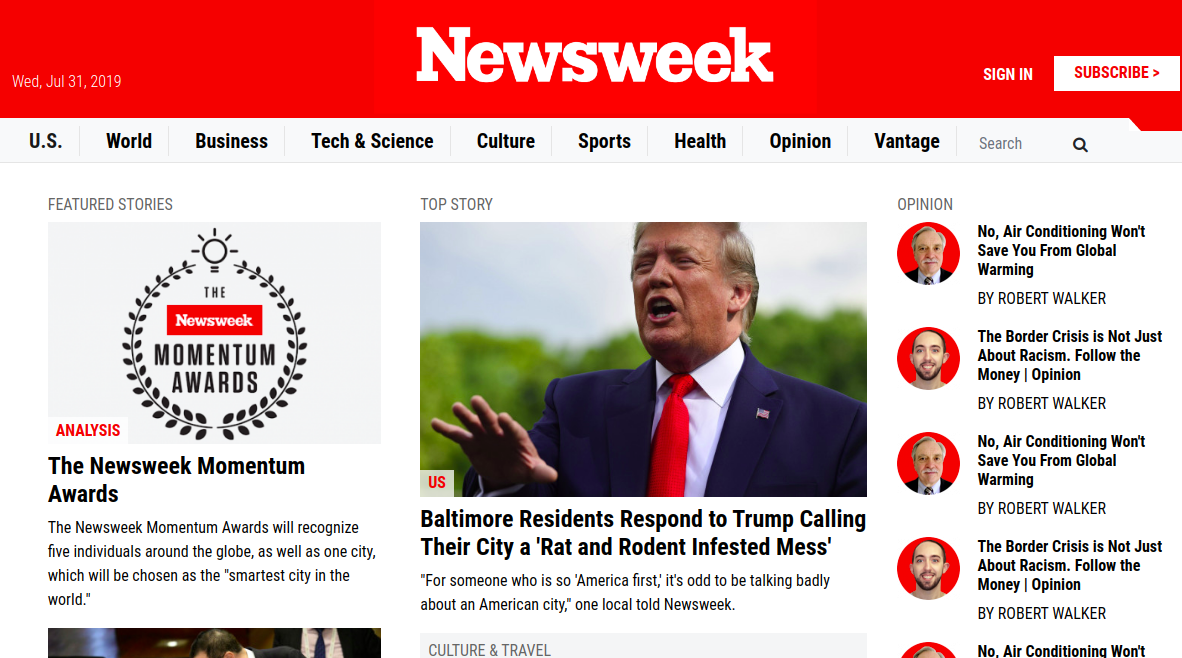 Newsweek
Wed, Jul 31, 2019
SIGN IN
SUBSCRIBE >
U.S.
World
Business
Tech & Science
Culture
Sports
Health
Opinion
Vantage
Search
FEATURED STORIES
THE
Newsweek
MOMENTUM
AWARDS
ANALYSIS
The Newsweek Momentum
Awards
The Newsweek Momentum Awards will recognize
five individuals around the globe, as well as one city,
which will be chosen as the "smartest city in the
world."
TOP STORY
US
Baltimore Residents Respond to Trump Calling
Their City a 'Rat and Rodent Infested Mess'
"For someone who is so 'America first,' it's odd to be talking badly
about an American city," one local told Newsweek.
CULTURE & TRAVEL
OPINION
No, Air Conditioning Won't
Save You From Global
Warming
BY ROBERT WALKER
The Border Crisis is Not Just
About Racism. Follow the
Money | Opinion
BY ROBERT WALKER
No, Air Conditioning Won't
Save You From Global
Warming
BY ROBERT WALKER
The Border Crisis is Not Just
About Racism. Follow the
Money | Opinion
BY ROBERT WALKER
No, Air Conditioning Won't